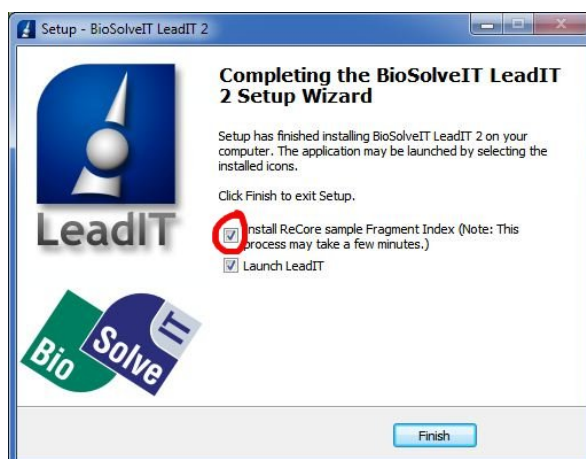 Setup - BioSolveIT LeadIT 2
Completing the BioSolveIT LeadIT
2 Setup Wizard
Setup has finished installing BioSolveIT LeadIT 2 on your
computer. The application may be launched by selecting the
installed icons.
Click Finish to exit Setup.
LeadIT
Install ReCore sample Fragment Index (Note: This
process may take a few minutes.)
Launch LeadIT
Bio
Solve
IT
Finish